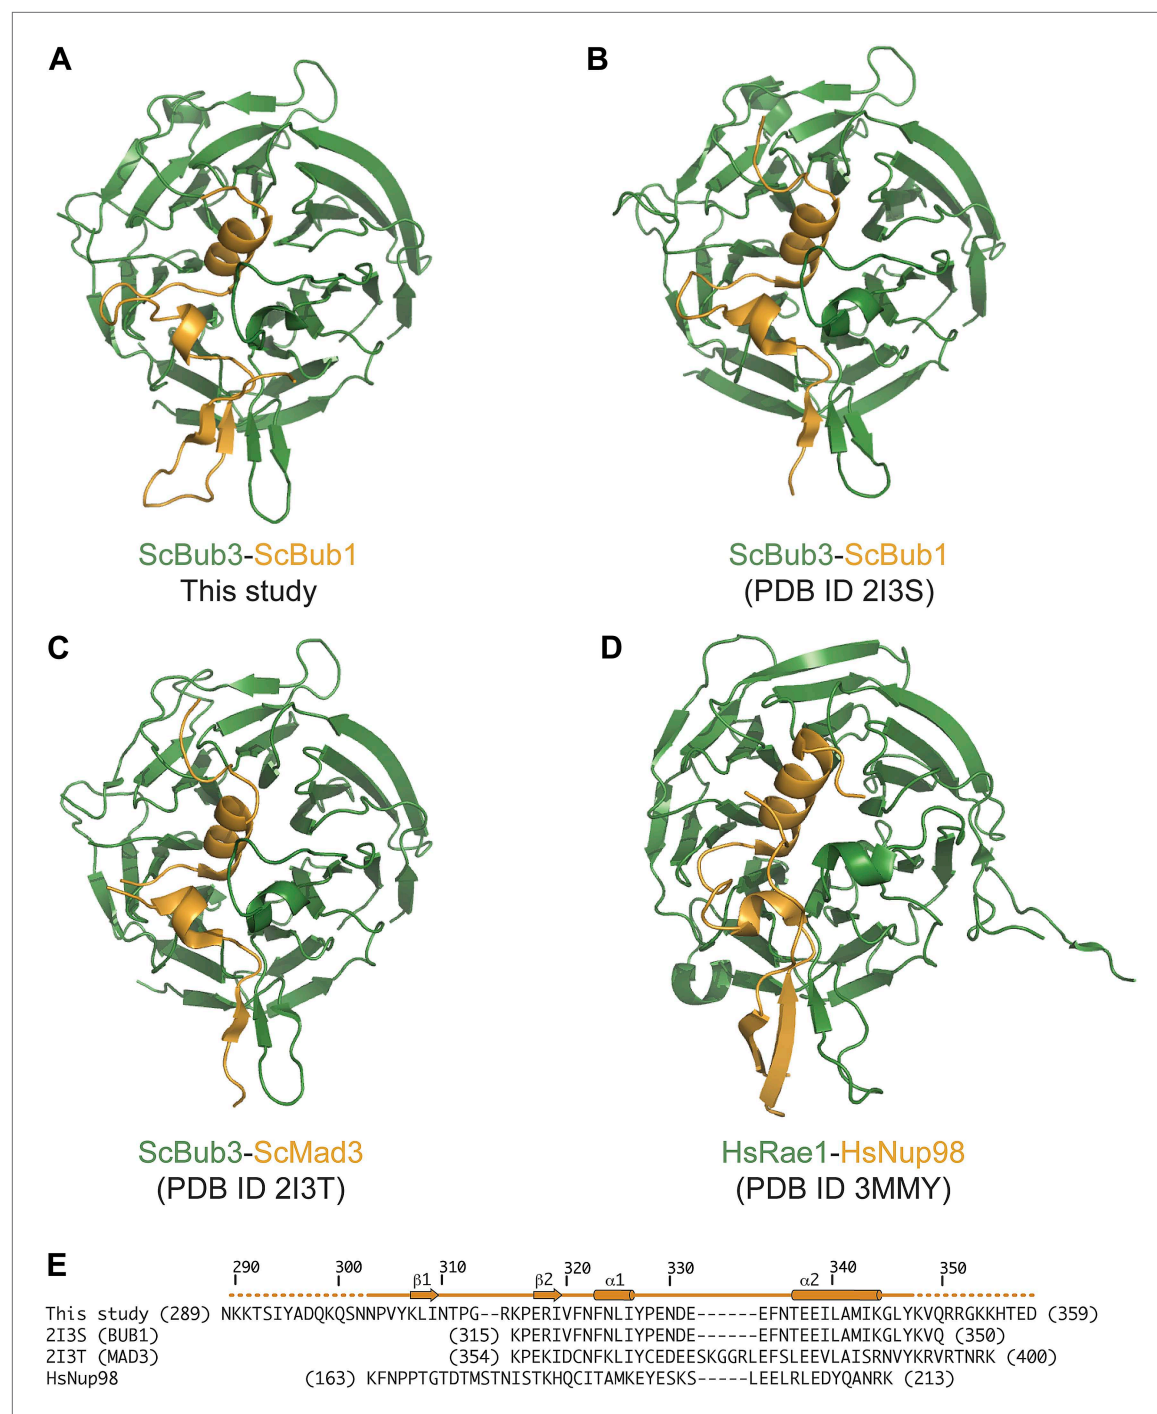 A
B
ScBub3-ScBub1
This study
ScBub3-ScBub1
(PDB ID 2I3S)
C
D
ScBub3-ScMad3
(PDB ID 2I3T)
HsRae1-HsNup98
(PDB ID 3MMY)
E
290 300 310 320 330 340 350
β1 β2 α1 α2
This study (289) NKKTSIYADQKQSNNPVYKLINTPG--RKPERIVFNFNLIYPENDE------EFNTEEILAMIKGLYKVQRRGKKHTED (359)
2I3S (BUB1) (315) KPERIVFNFNLIYPENDE------EFNTEEILAMIKGLYKVQ (350)
2I3T (MAD3) (354) KPEKIDCNFKLIYCEDEESKGGRLEFSLEEVLAISRNVYKRVRTNRK (400)
HsNup98 (163) KFNPPTGTDTMSTNISTKHQCITAMKEYESKS-----LEELRLEDYQANRK (213)